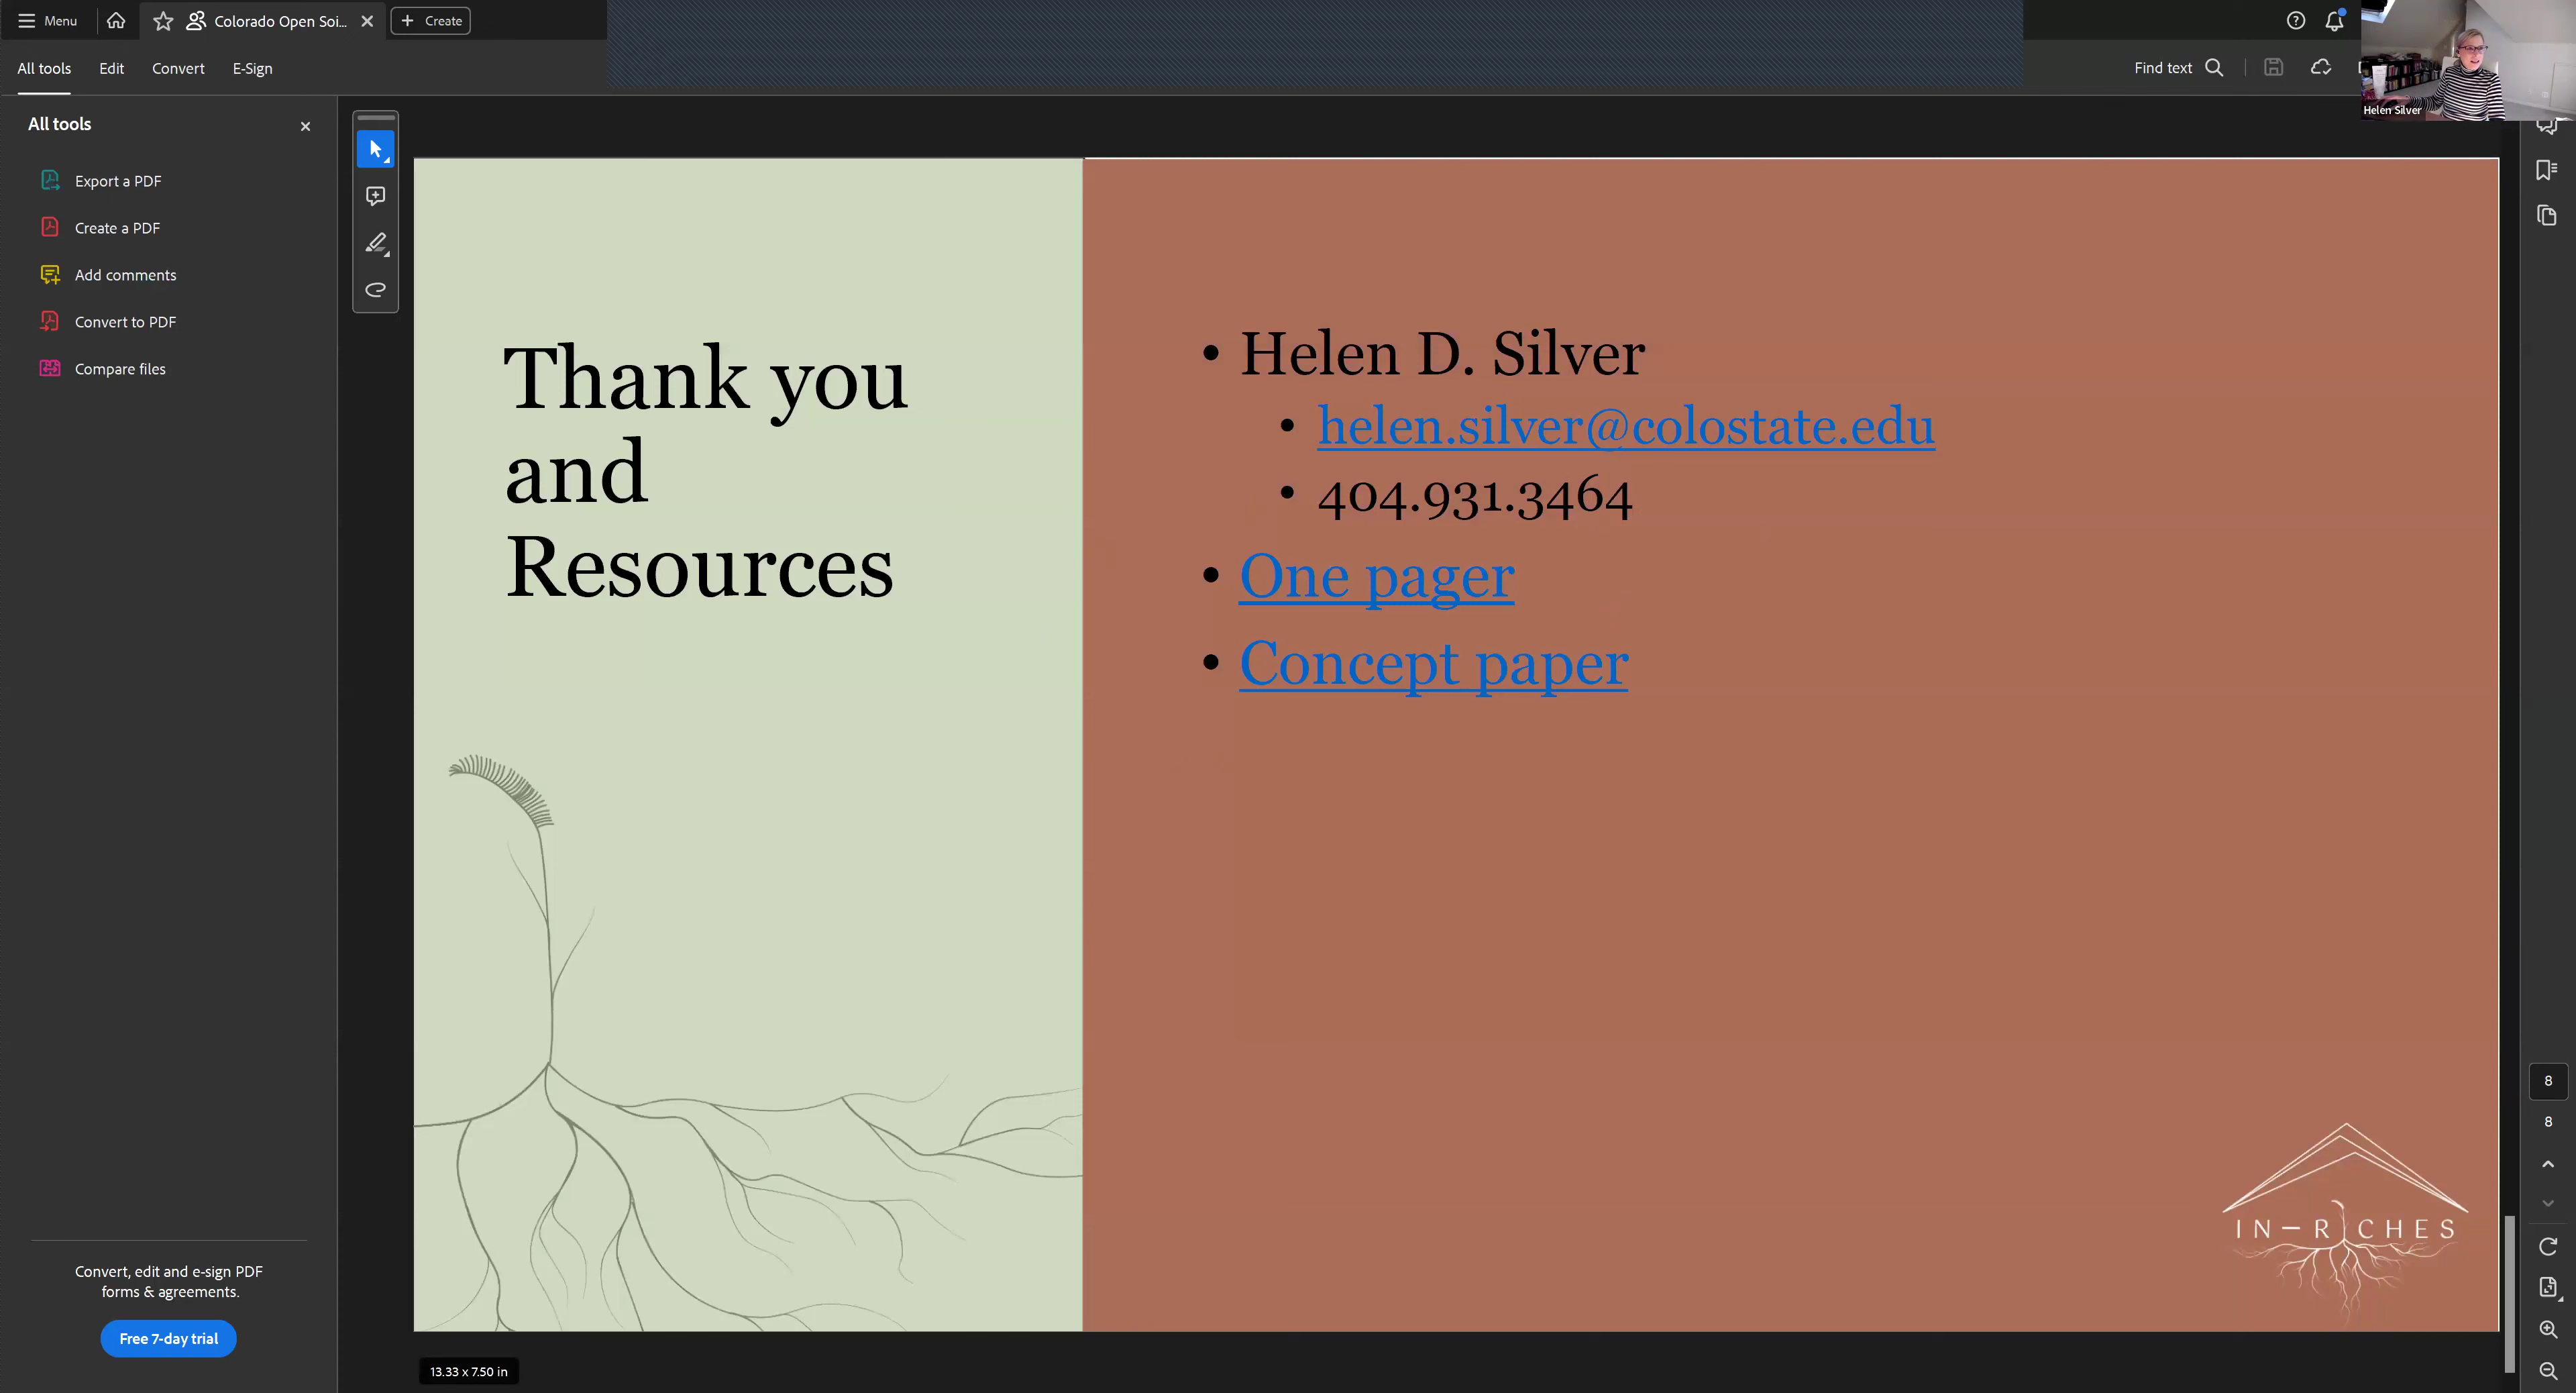 Menu
Colorado Open Soi...
Create
All tools
Edit
Convert
E-Sign
Find text
Helen Silver
All tools
Export a PDF
Create a PDF
Add comments
Convert to PDF
Compare files
Convert, edit and e-sign PDF
forms & agreements.
Free 7-day trial
Thank you
and
Resources
• Helen D. Silver
• helen.silver@colostate.edu
• 404.931.3464
• One pager
• Concept paper
IN-RICHES
8
8
13.33 x 7.50 in